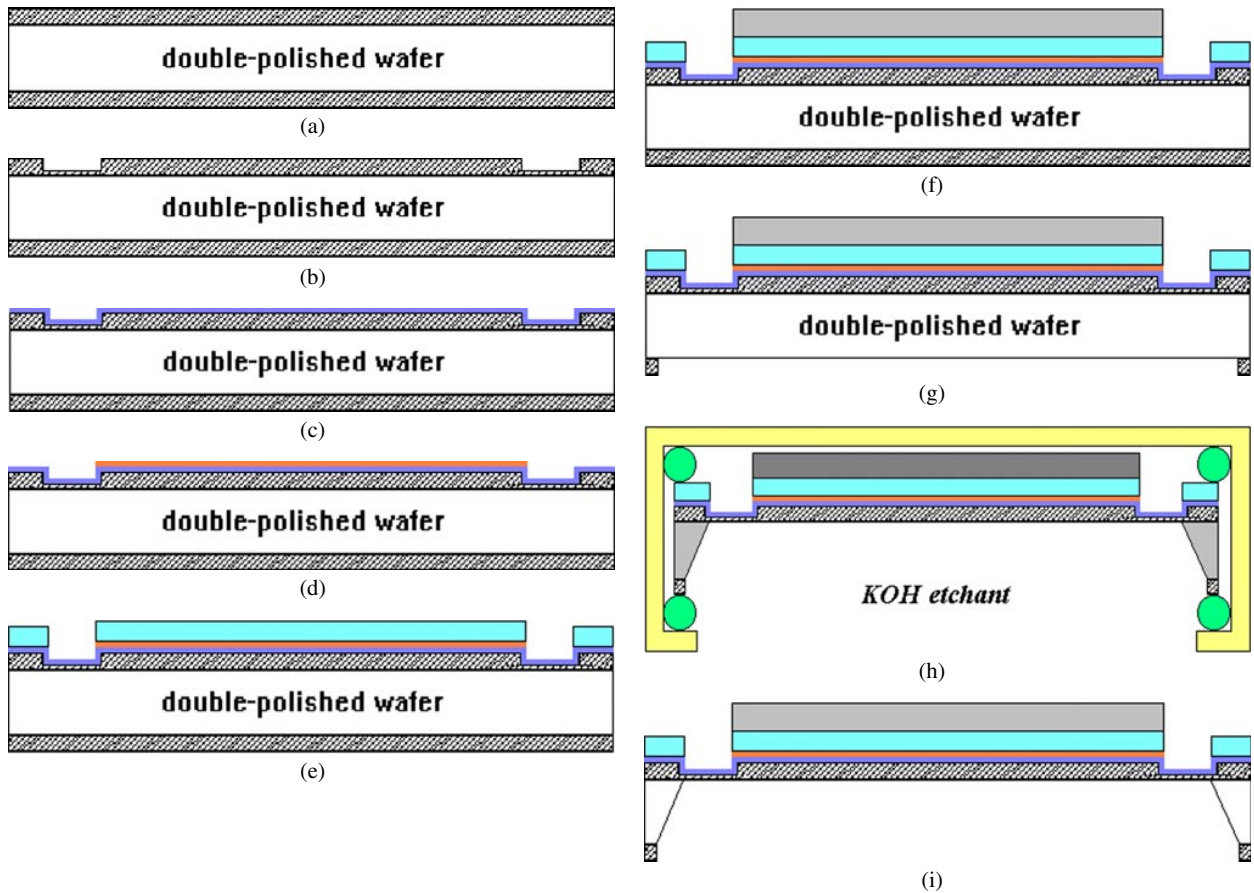 double-polished wafer
(a)
double-polished wafer
(b)
double-polished wafer
(c)
double-polished wafer
(d)
double-polished wafer
(e)
double-polished wafer
(f)
double-polished wafer
(g)
KOH etchant
(h)
(i)